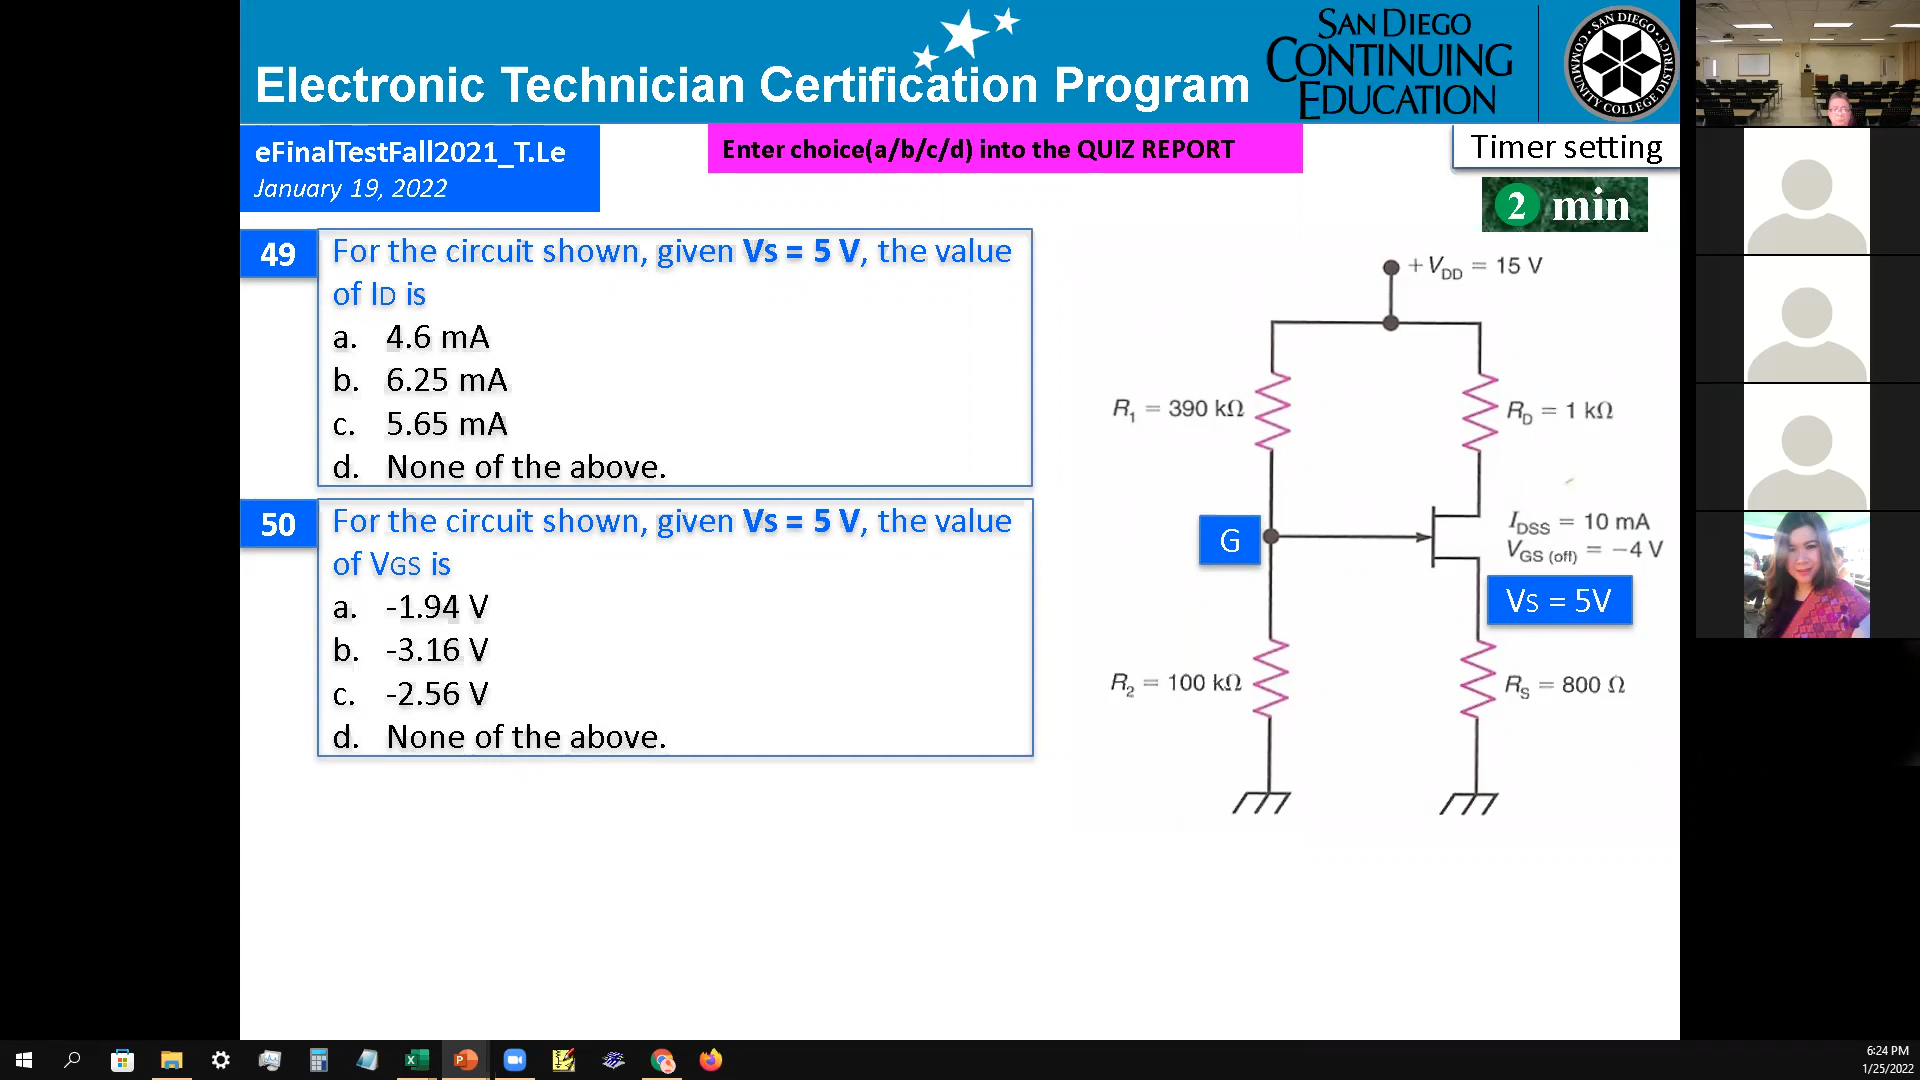 SAN DIEGO
CONTINUING
EDUCATION
SAN DIEGO
COMMUNITY COLLEGE DISTRICT
Electronic Technician Certification Program
eFinalTestFall2021_T.Le
January 19, 2022
Enter choice(a/b/c/d) into the QUIZ REPORT
Timer setting
2 min
49
For the circuit shown, given Vs = 5 V, the value
of ID is
a. 4.6 mA
b. 6.25 mA
c. 5.65 mA
d. None of the above.
50
For the circuit shown, given Vs = 5 V, the value
of VGS is
a. -1.94 V
b. -3.16 V
c. -2.56 V
d. None of the above.
+VDD = 15 V
R1 = 390 kΩ
RD = 1 kΩ
G
IDSS = 10 mA
VGS (off) = −4 V
Vs = 5V
R2 = 100 kΩ
RS = 800 Ω
6:24 PM
1/25/2022